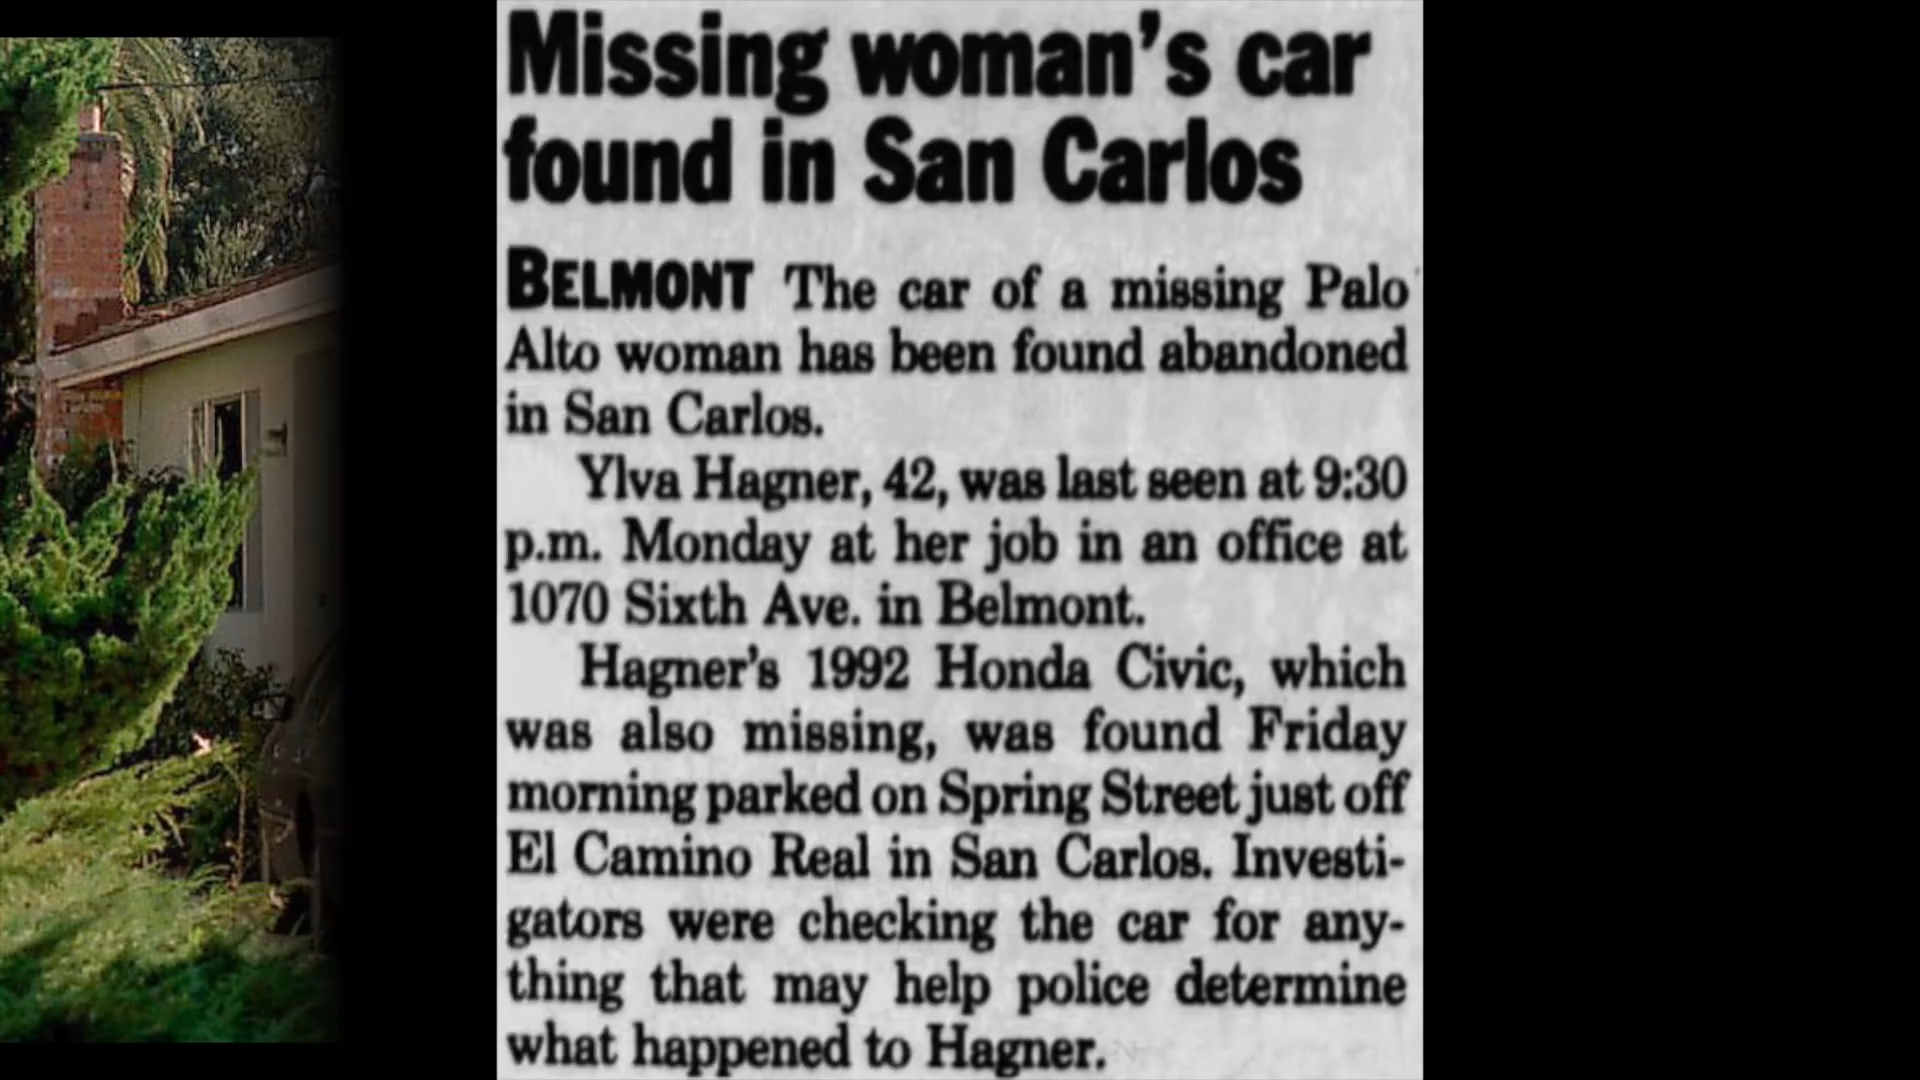 Missing woman's car
found in San Carlos
BELMONT The car of a missing Palo
Alto woman has been found abandoned
in San Carlos.
Ylva Hagner, 42, was last seen at 9:30
p.m. Monday at her job in an office at
1070 Sixth Ave. in Belmont.
Hagner's 1992 Honda Civic, which
was also missing, was found Friday
morning parked on Spring Street just off
El Camino Real in San Carlos. Investi-
gators were checking the car for any-
thing that may help police determine
what happened to Hagner.